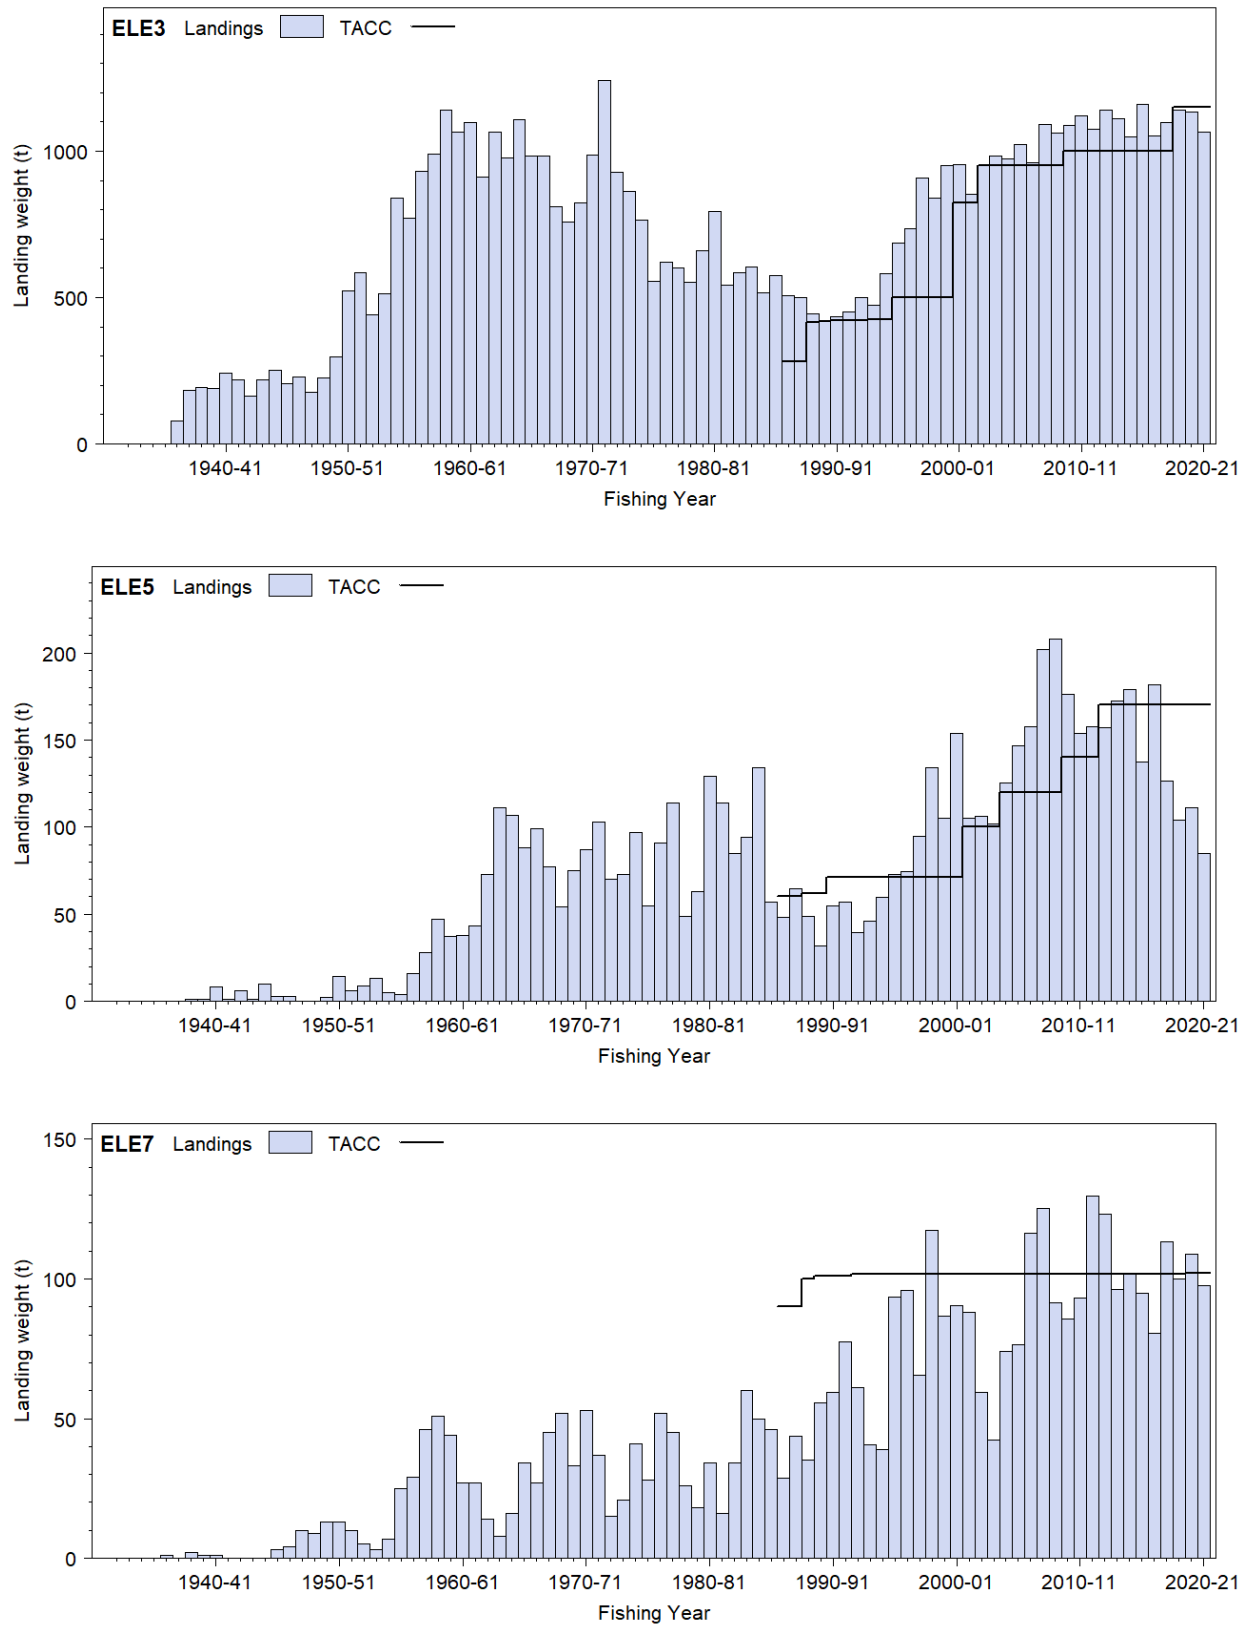 ELE3 Landings TACC
Landing weight (t)
1000
500
0
1940-41 1950-51 1960-61 1970-71 1980-81 1990-91 2000-01 2010-11 2020-21
Fishing Year
ELE5 Landings TACC
Landing weight (t)
200
150
100
50
0
1940-41 1950-51 1960-61 1970-71 1980-81 1990-91 2000-01 2010-11 2020-21
Fishing Year
ELE7 Landings TACC
Landing weight (t)
150
100
50
0
1940-41 1950-51 1960-61 1970-71 1980-81 1990-91 2000-01 2010-11 2020-21
Fishing Year